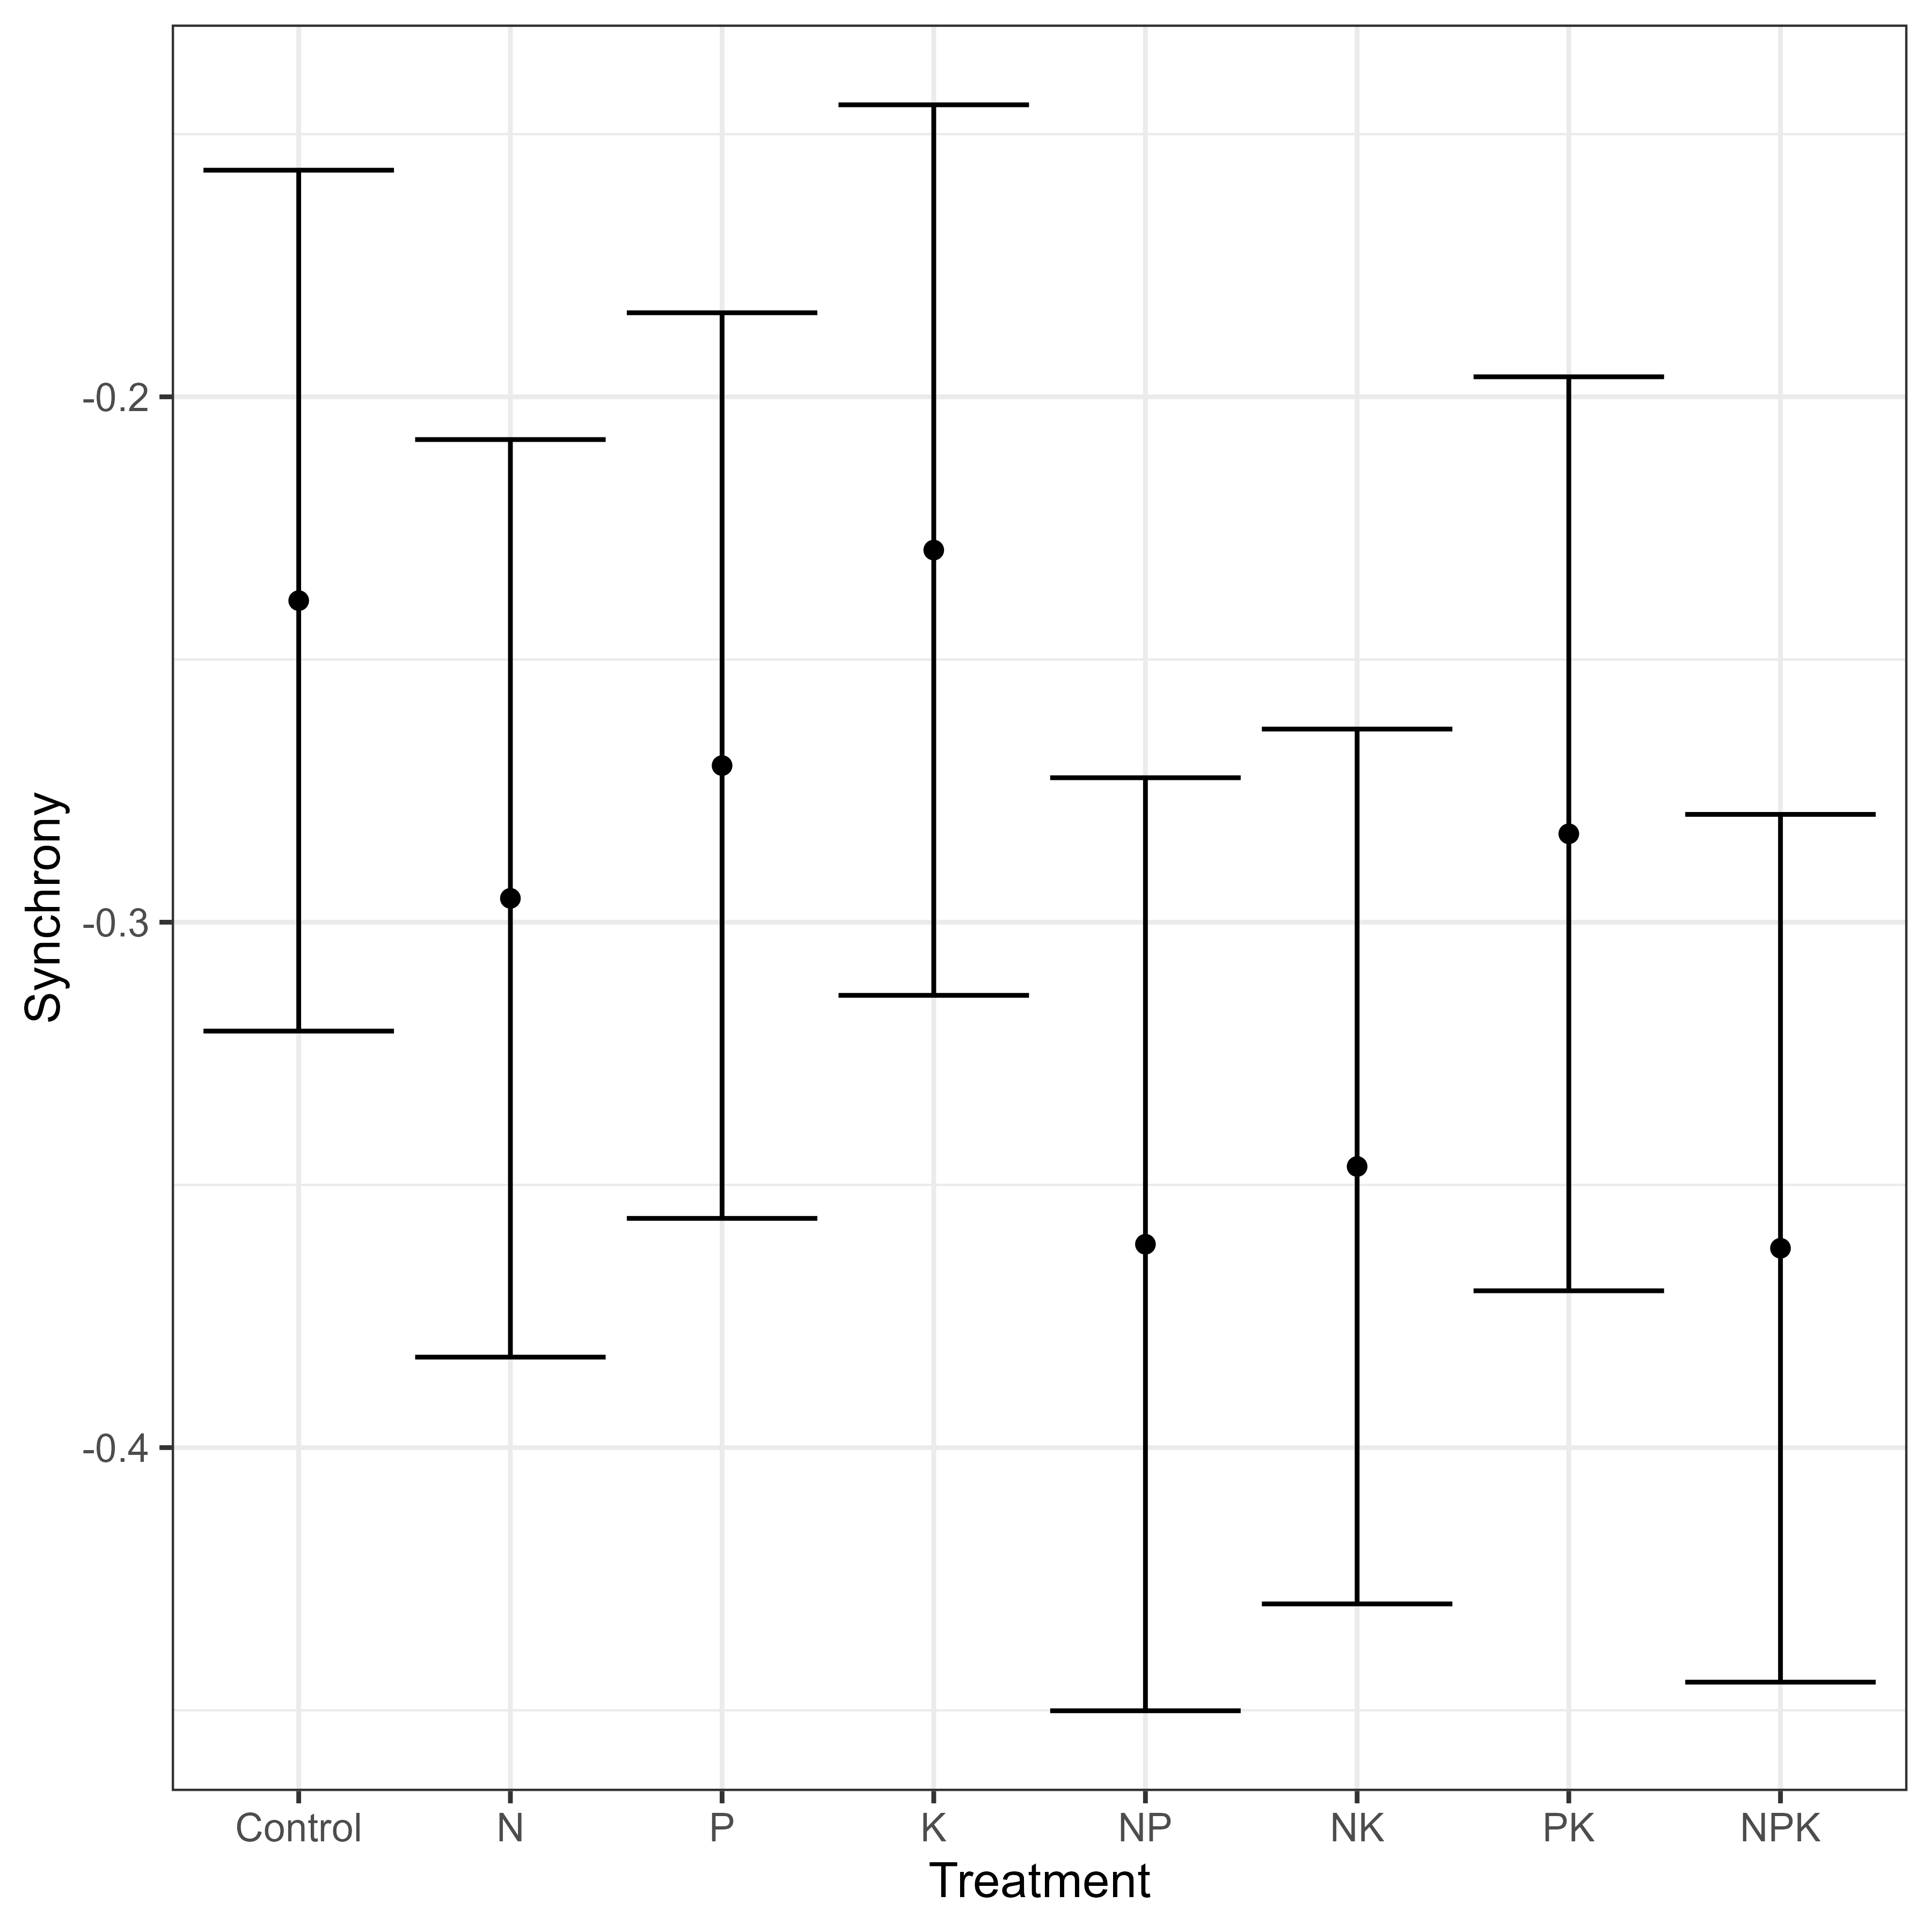 Synchrony
-0.2
-0.3
-0.4
Control N P K NP NK PK NPK
Treatment